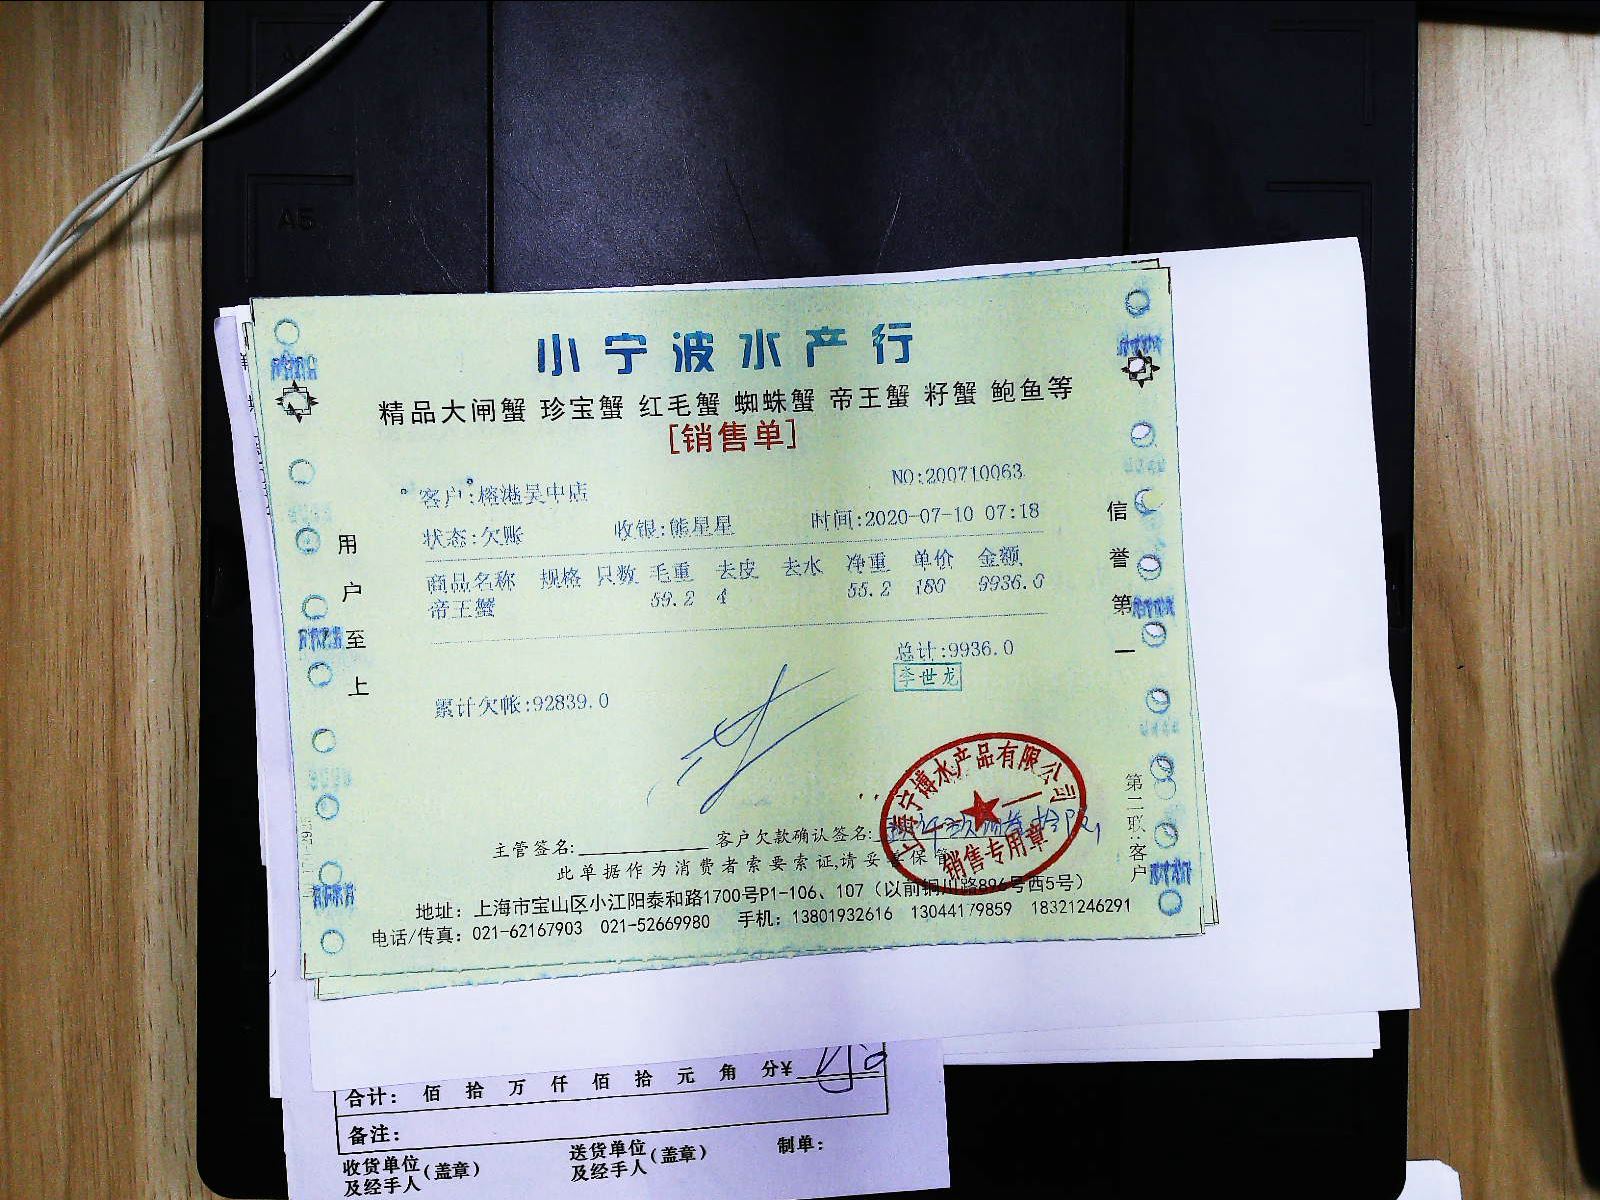 A5
小宁波水产行
精品大闸蟹 珍宝蟹 红毛蟹 蜘蛛蟹 帝王蟹 籽蟹 鲍鱼等
[销售单]
NO:200710063
客户:榕港吴中店
状态:欠账 收银:熊星星 时间:2020-07-10 07:18
商品名称 规格 只数 毛重 去皮 去水 净重 单价 金额
帝王蟹 59.2 4 55.2 180 9936.0
总计:9936.0
李世龙
累计欠帐:92839.0
用户至上
信誉第一
第二联:客户
宁博水产品有限公司
销售专用章
主管签名: 客户欠款确认签名:
此单据作为消费者索要索证,请妥善保管
地址: 上海市宝山区小江阳泰和路1700号P1-106、107（以前铜川路896号西5号）
电话/传真: 021-62167903 021-52669980 手机: 13801932616 13044179859 18321246291
合计: 佰 拾 万 仟 佰 拾 元 角 分¥
备注:
收货单位及经手人(盖章) 送货单位及经手人(盖章) 制单: